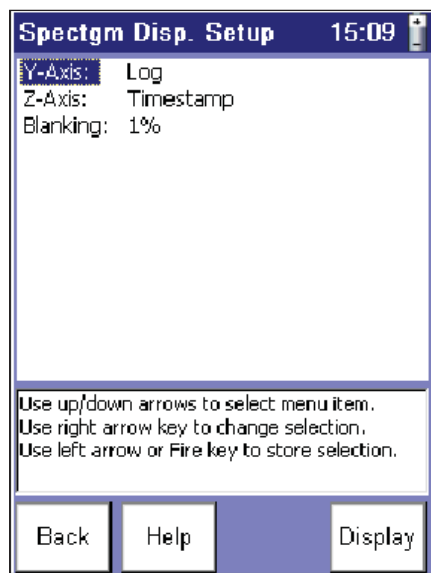 Spectgm Disp. Setup 15:09
Y-Axis: Log
Z-Axis: Timestamp
Blanking: 1%
Use up/down arrows to select menu item.
Use right arrow key to change selection.
Use left arrow or Fire key to store selection.
Back Help Display